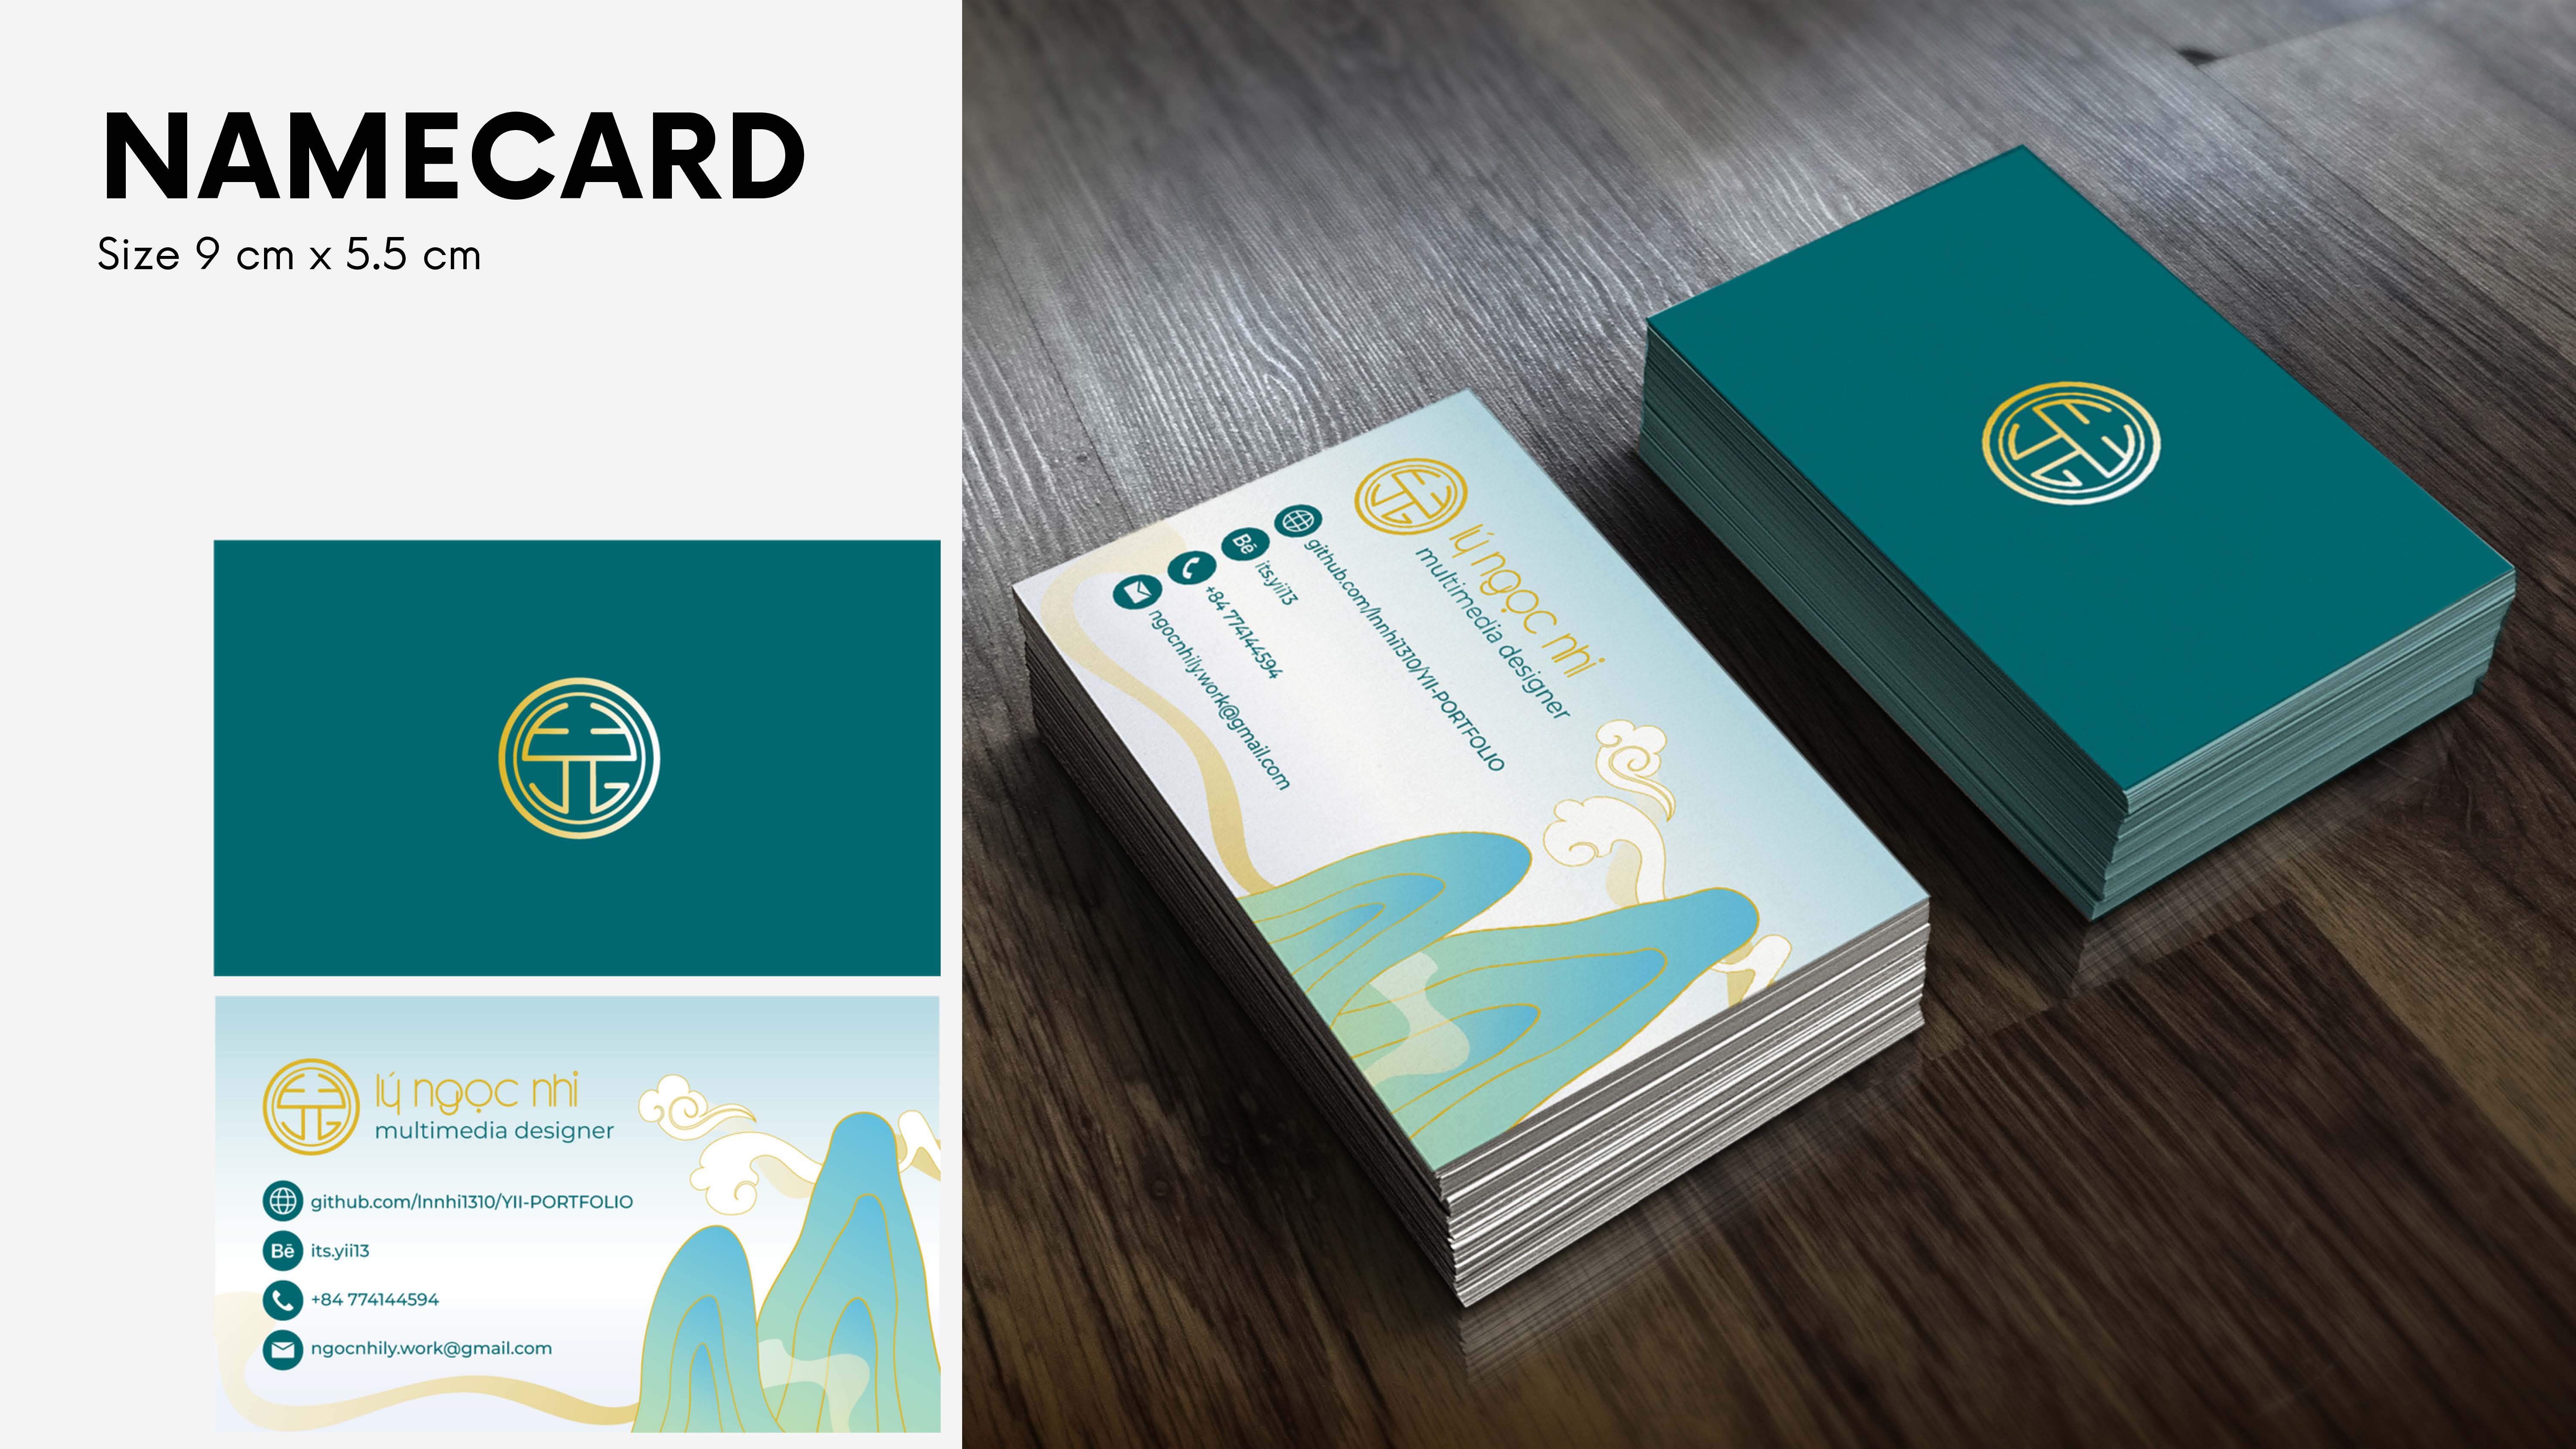 NAMECARD
Size 9 cm x 5.5 cm
lý ngọc nhi
multimedia designer
github.com/lnnhi1310/YII-PORTFOLIO
Bē its.yii13
+84 774144594
ngocnhily.work@gmail.com
lý ngọc nhi
multimedia designer
github.com/lnnhi1310/YII-PORTFOLIO
Bē its.yii13
+84 774144594
ngocnhily.work@gmail.com